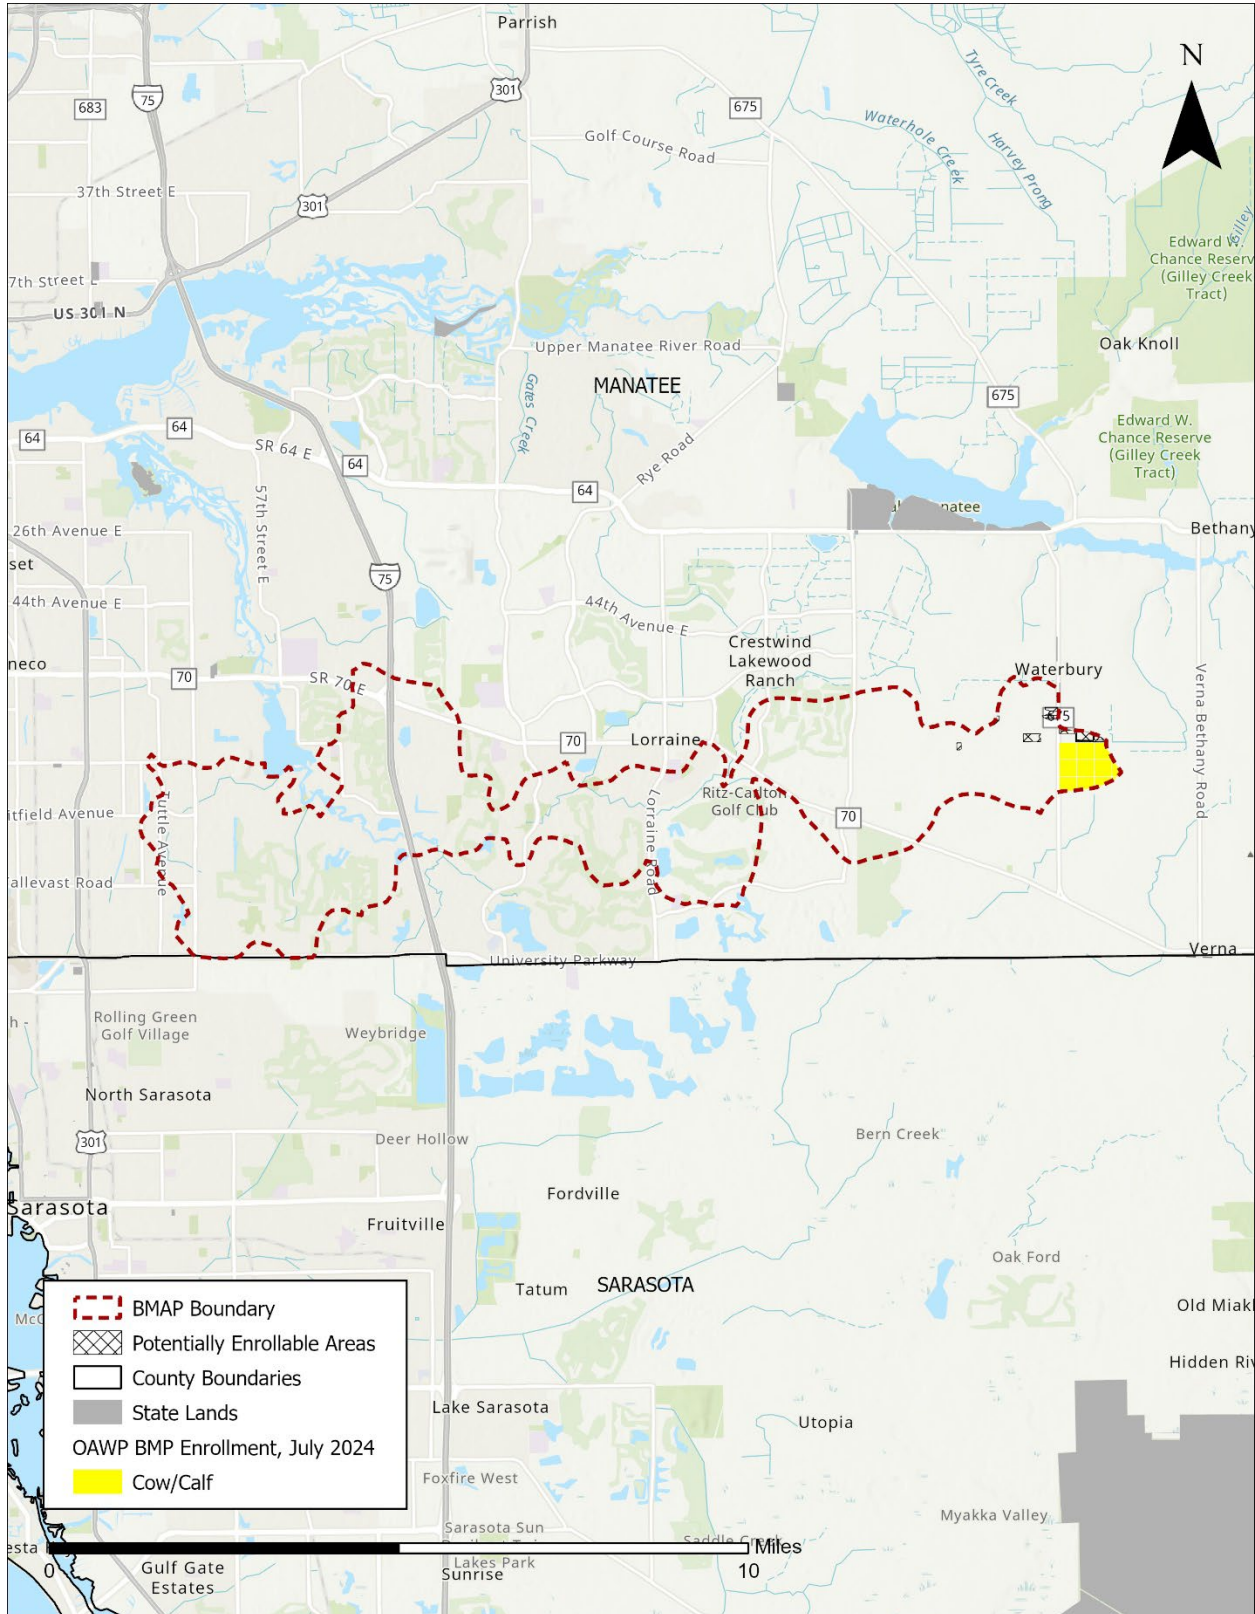 Parrish
N
75
683
301
675
Tyre Creek
Waterhole Creek
Harvey Prong
Golf Course Road
37th Street E
301
Gilley
Edward W.
Chance Reserv
(Gilley Creek
Tract)
7th Street E
US 301 N
Upper Manatee River Road
Oak Knoll
MANATEE
Gates Creek
675
64
64
SR 64 E
64
Rye Road
64
Edward W.
Chance Reserve
(Gilley Creek
Tract)
57th Street E
natee
26th Avenue E
Bethany
set
75
44th Avenue E
44th Avenue E
Crestwind
Lakewood
Ranch
neco
70
SR 70 E
Waterbury
Verna Bethany Road
70
Lorraine
Ritz-Carlton
Golf Club
Tuttle Avenue
itfield Avenue
Lorraine Road
70
allevast Road
Verna
University Parkway
Rolling Green
Golf Village
Weybridge
North Sarasota
301
Deer Hollow
Bern Creek
Fordville
Sarasota
Fruitville
Oak Ford
Tatum
SARASOTA
Old Miakk
Hidden Riv
BMAP Boundary
Potentially Enrollable Areas
County Boundaries
State Lands
OAWP BMP Enrollment, July 2024
Cow/Calf
Lake Sarasota
Utopia
Foxfire West
Myakka Valley
Sarasota Sun
Lakes Park
Sunrise
Saddle Creek
Miles
0
10
Gulf Gate
Estates